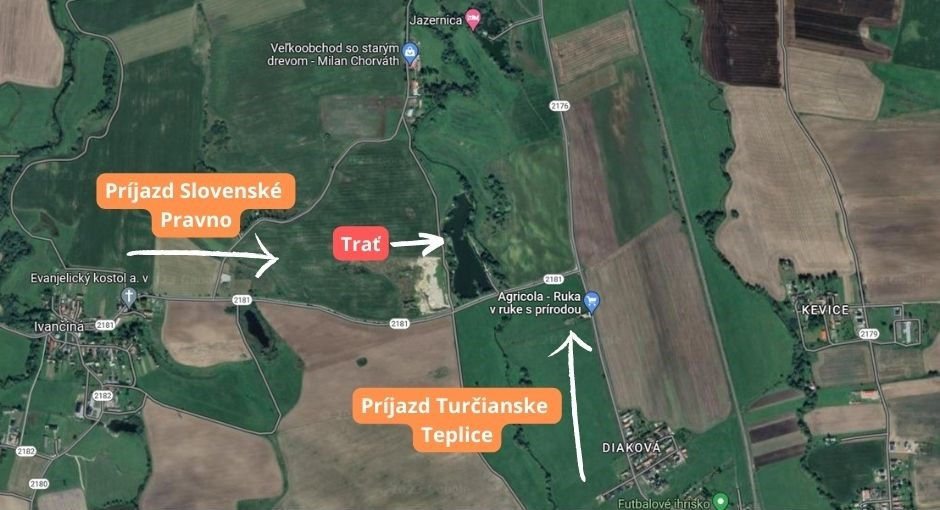 Jazernica
Veľkoobchod so starým
drevom - Milan Chorváth
2176
Príjazd Slovenské
Pravno
Trať
Evanjelický kostol a. v
2181
2181
Agricola - Ruka
v ruke s prírodou
KEVICE
Ivančina
2181
2181
2179
2182
Príjazd Turčianske
Teplice
DIAKOVÁ
2182
2180
Futbalové ihrisko